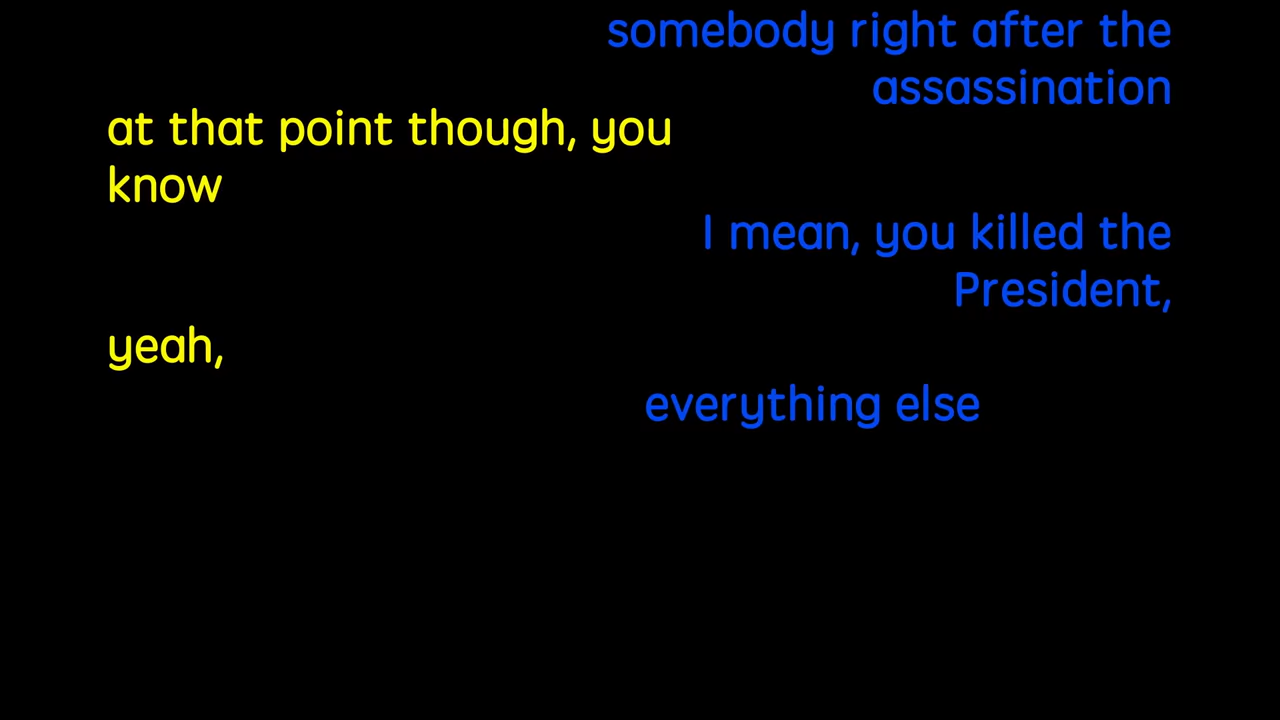 somebody right after the
assassination
at that point though, you
know
I mean, you killed the
President,
yeah,
everything else